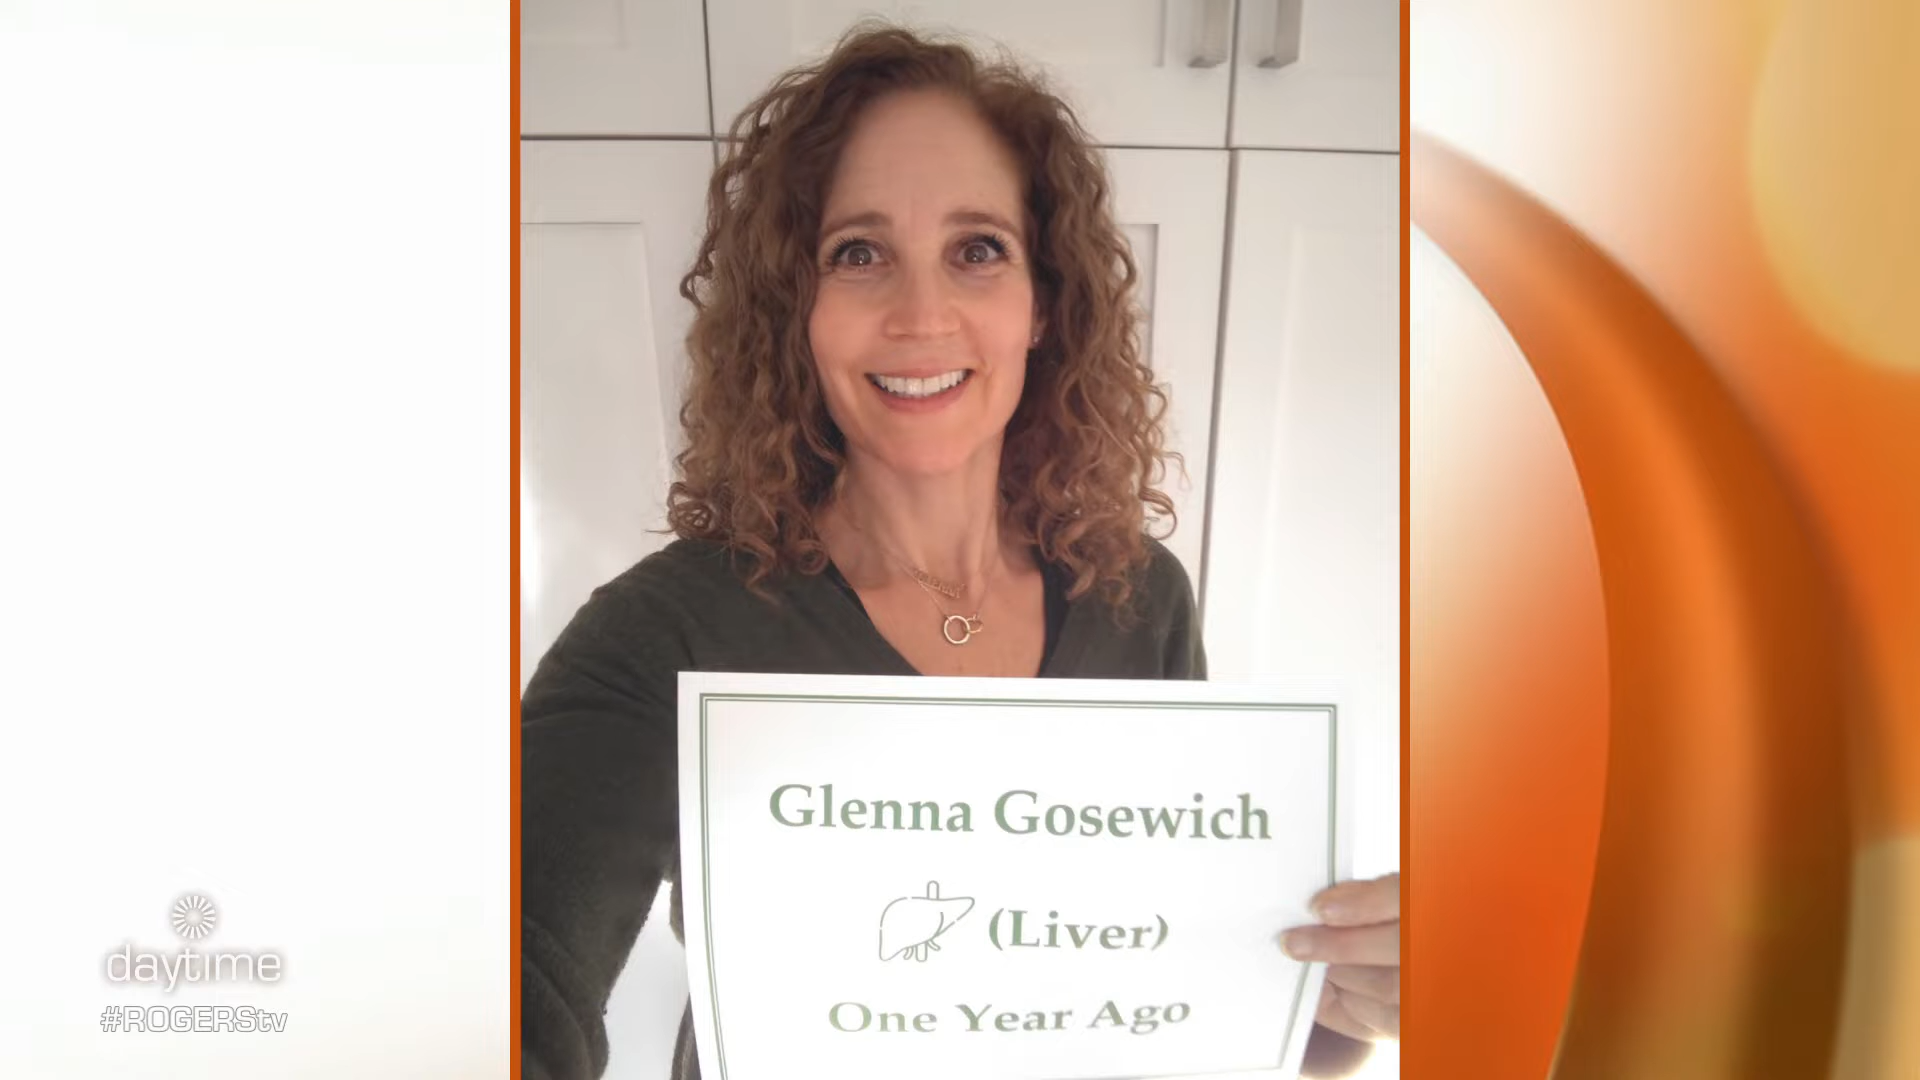 Glenna Gosewich
(Liver)
One Year Ago
daytime
#ROGERStv